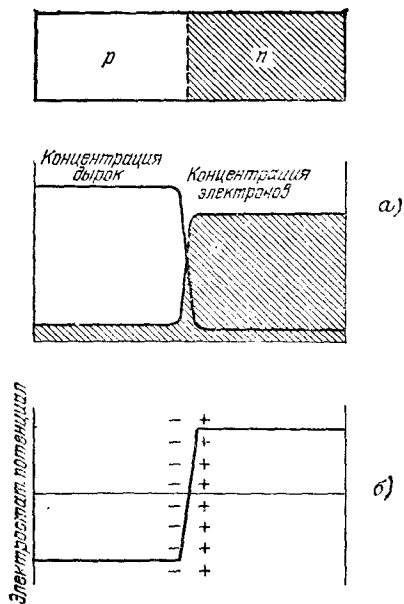 p
n
Концентрация
дырок
Концентрация
электронов
а)
Электростат потенциал
− +
− +
− +
− +
− +
− +
− +
− +
б)